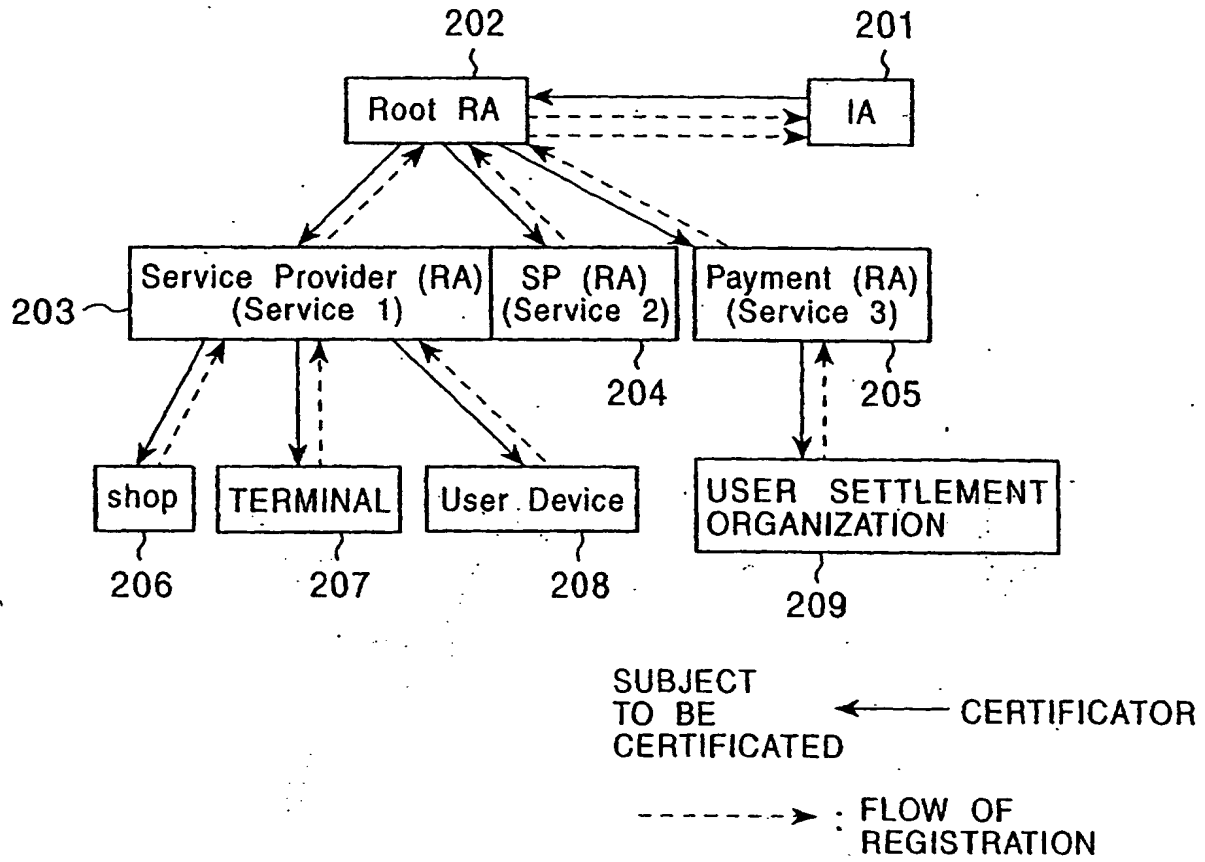 202
201
Root RA
IA
Service Provider (RA)
(Service 1)
SP (RA)
(Service 2)
Payment (RA)
(Service 3)
203
204
205
shop
TERMINAL
User Device
USER SETTLEMENT
ORGANIZATION
206
207
208
209
SUBJECT
TO BE
CERTIFICATED
CERTIFICATOR
: FLOW OF
REGISTRATION